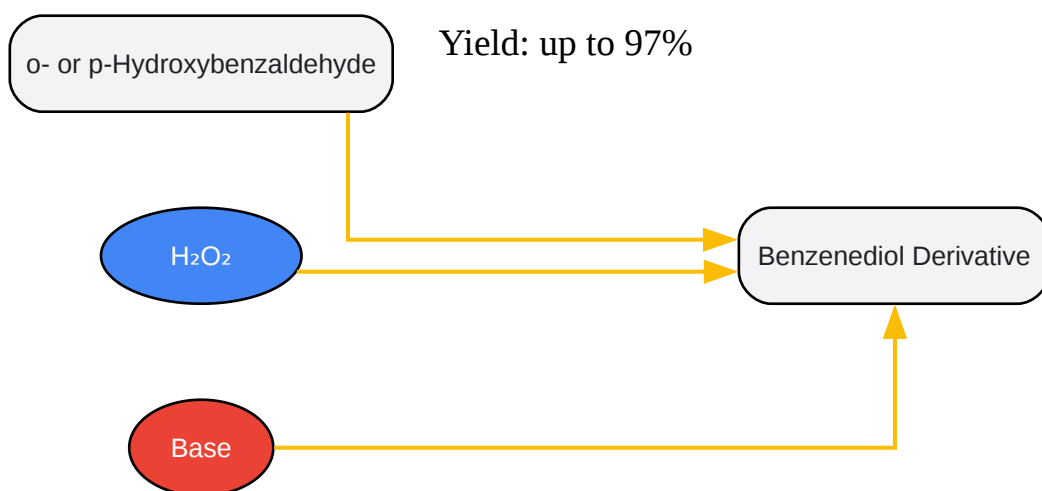 Yield: up to 97%
o- or p-Hydroxybenzaldehyde
H₂O₂
Benzenediol Derivative
Base